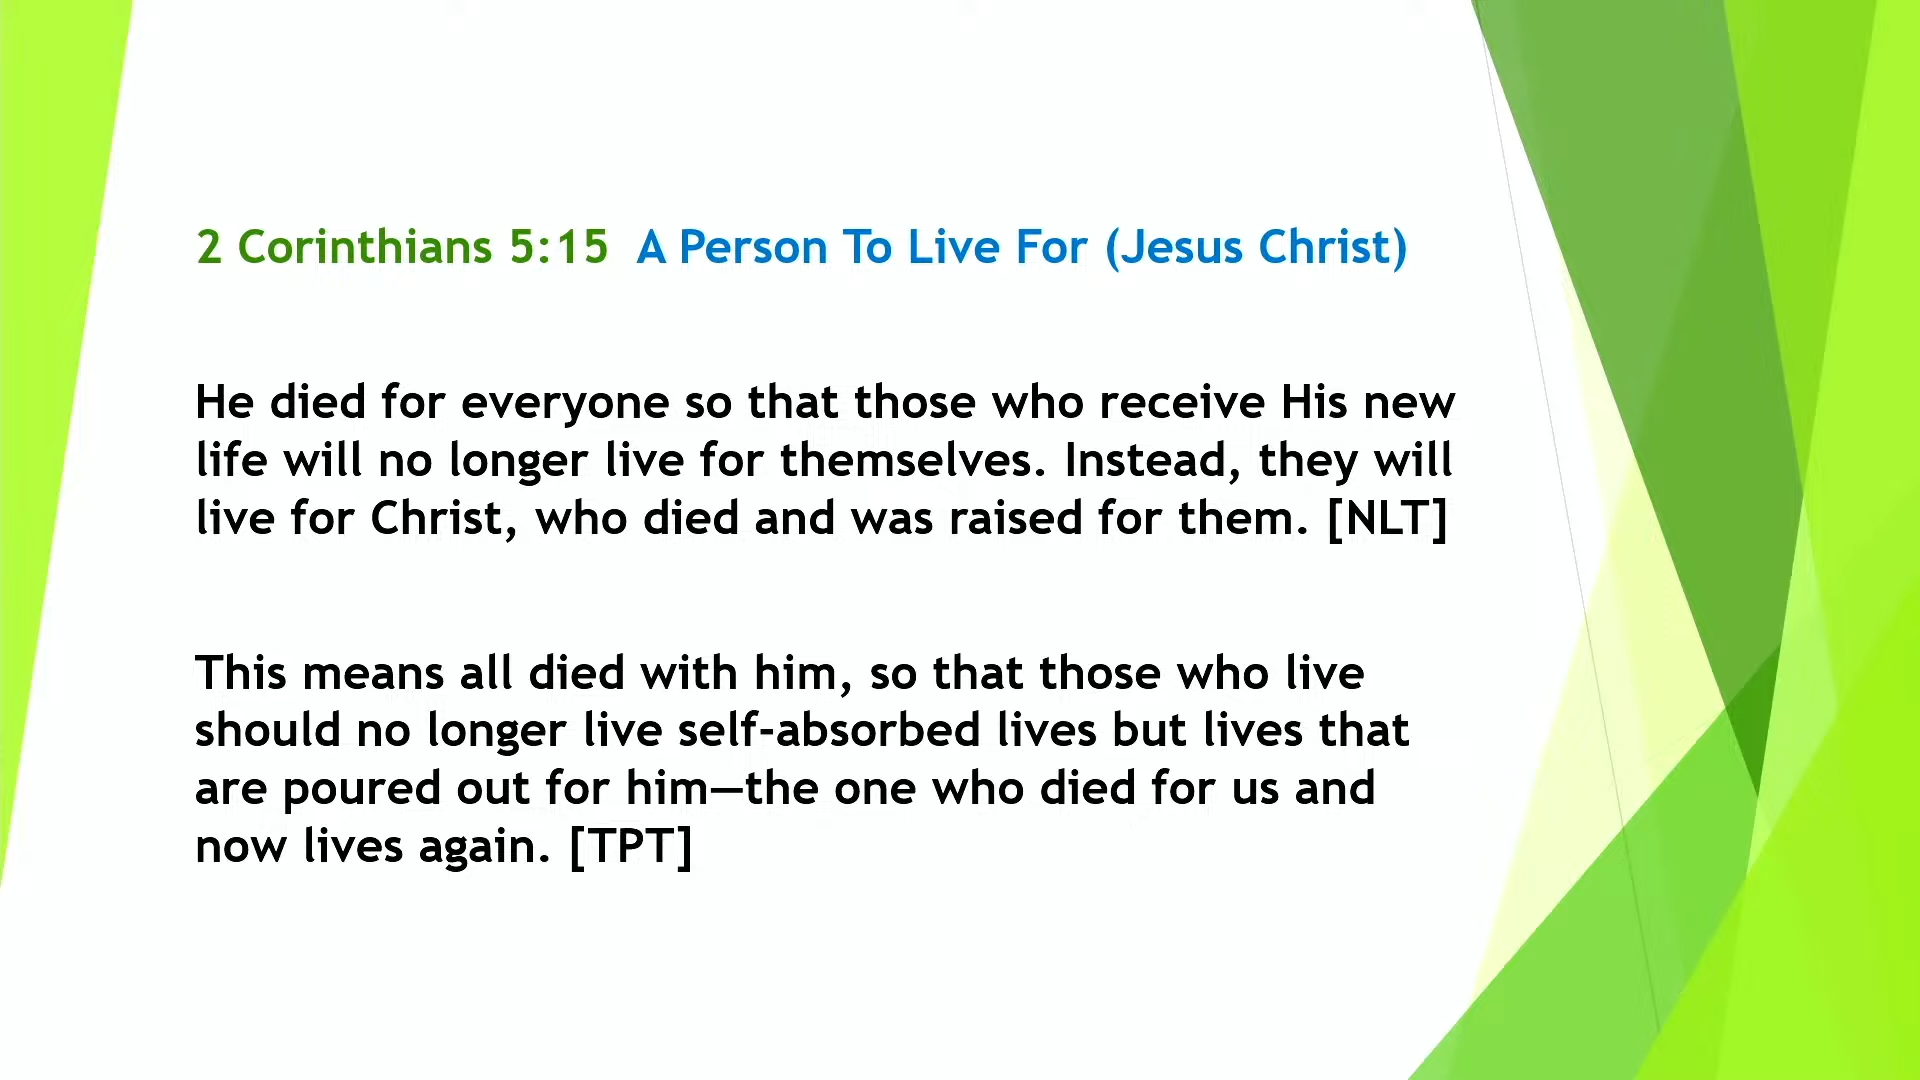 2 Corinthians 5:15  A Person To Live For (Jesus Christ)
He died for everyone so that those who receive His new
life will no longer live for themselves. Instead, they will
live for Christ, who died and was raised for them. [NLT]
This means all died with him, so that those who live
should no longer live self-absorbed lives but lives that
are poured out for him—the one who died for us and
now lives again. [TPT]